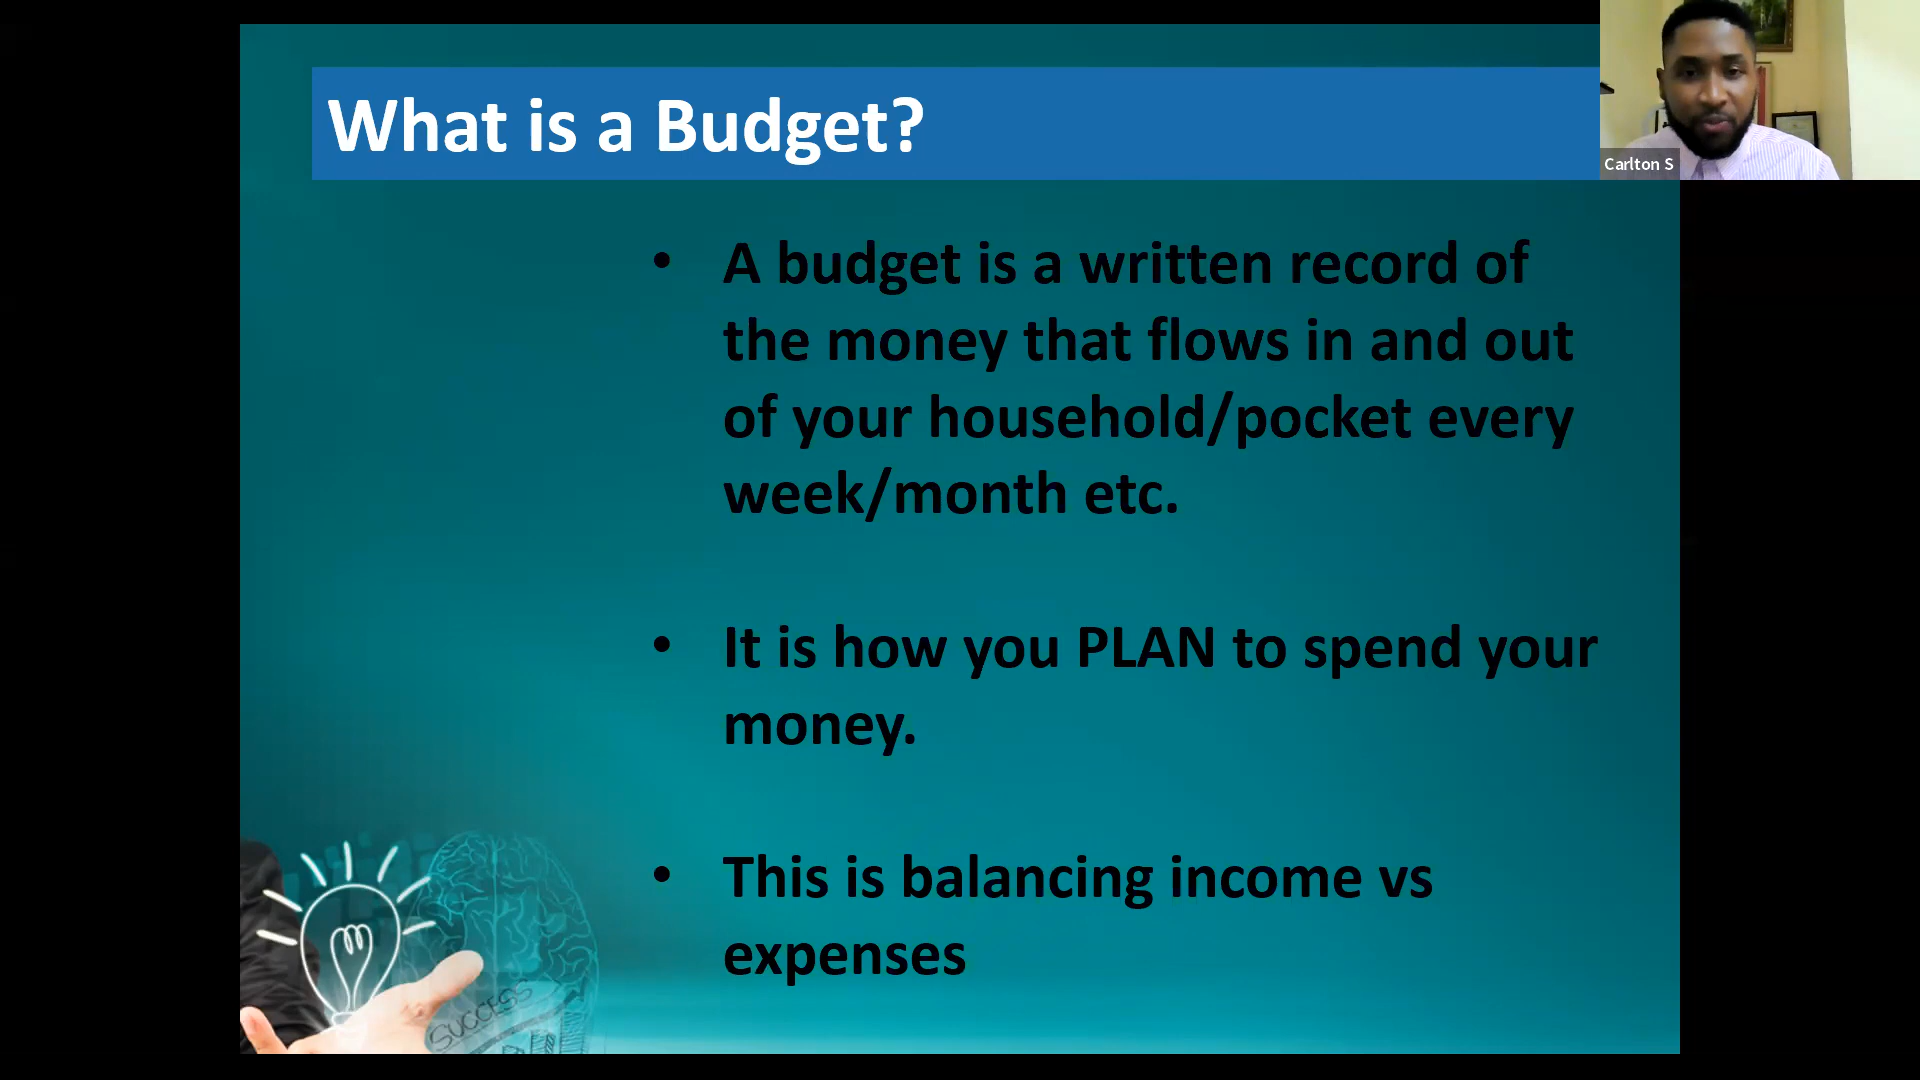 What is a Budget?
Carlton S
• A budget is a written record of
the money that flows in and out
of your household/pocket every
week/month etc.
• It is how you PLAN to spend your
money.
• This is balancing income vs
expenses
SUCCESS